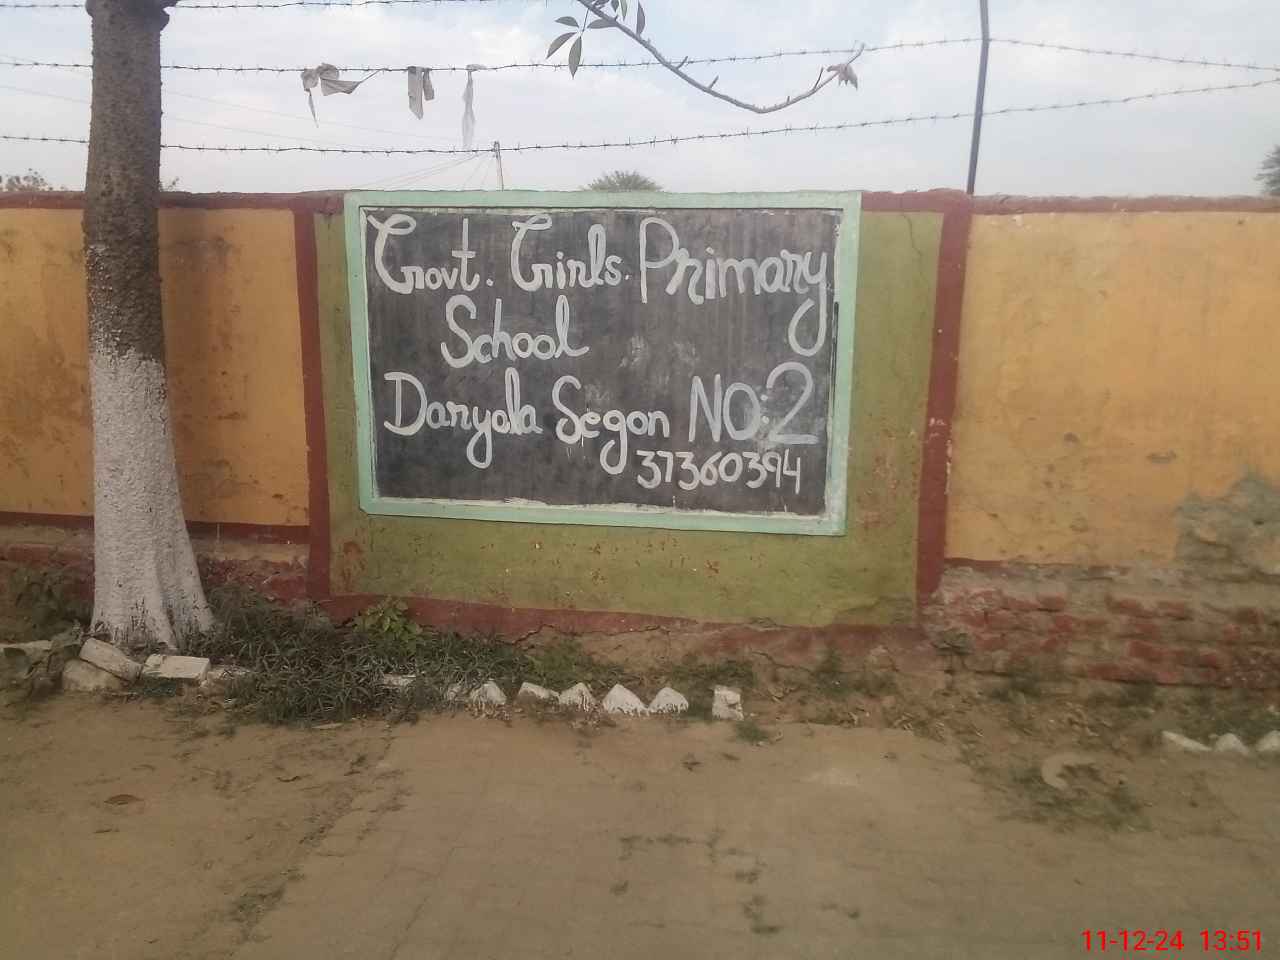 Govt. Girls. Primary
School
Daryala Segon NO:2
37360394
11-12-24 13:51